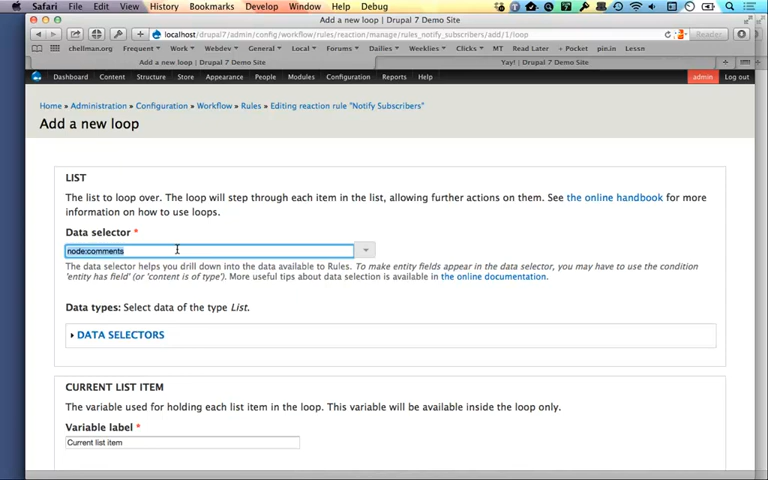 Safari File Edit View History Bookmarks Develop Window Help Debug
Add a new loop | Drupal 7 Demo Site
localhost/drupal7/admin/config/workflow/rules/reaction/manage/rules_notify_subscribers/add/1/loop
Reader
chellman.org Frequent Work Webdev General Local Forums Dailies Weeklies Clicks MT Read Later + Pocket pin.in Lessn
Add a new loop | Drupal 7 Demo Site Yay! | Drupal 7 Demo Site
Dashboard Content Structure Store Appearance People Modules Configuration Reports Help admin Log out
Home » Administration » Configuration » Workflow » Rules » Editing reaction rule "Notify Subscribers"
Add a new loop
LIST
The list to loop over. The loop will step through each item in the list, allowing further actions on them. See the online handbook for more
information on how to use loops.
Data selector *
node:comments
The data selector helps you drill down into the data available to Rules. To make entity fields appear in the data selector, you may have to use the condition
'entity has field' (or 'content is of type'). More useful tips about data selection is available in the online documentation.
Data types: Select data of the type List.
DATA SELECTORS
CURRENT LIST ITEM
The variable used for holding each list item in the loop. This variable will be available inside the loop only.
Variable label *
Current list item